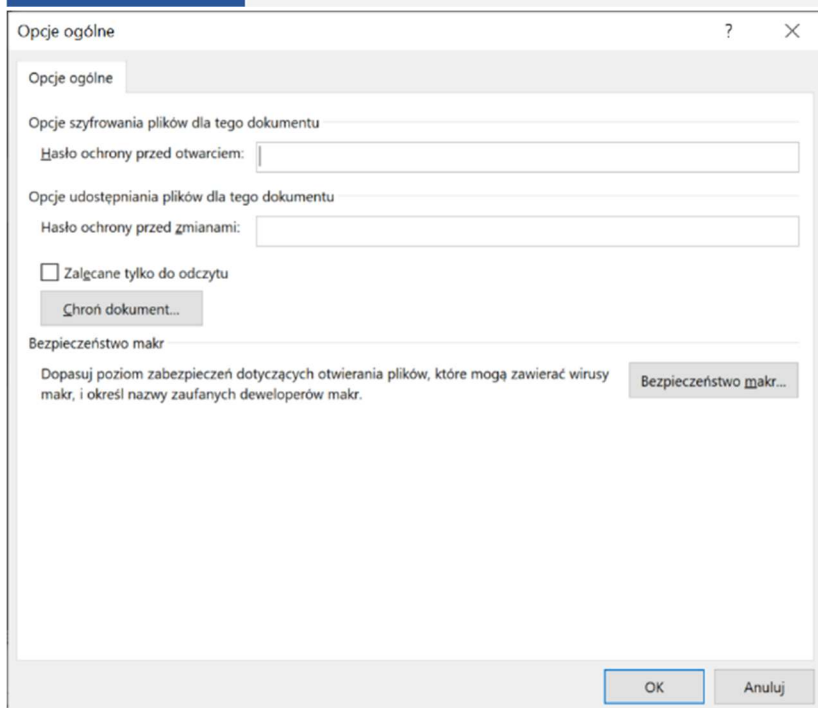 Opcje ogólne
Opcje ogólne
Opcje szyfrowania plików dla tego dokumentu
Hasło ochrony przed otwarciem:
Opcje udostępniania plików dla tego dokumentu
Hasło ochrony przed zmianami:
Zalecane tylko do odczytu
Chroń dokument...
Bezpieczeństwo makr
Dopasuj poziom zabezpieczeń dotyczących otwierania plików, które mogą zawierać wirusy
makr, i określ nazwy zaufanych deweloperów makr.
Bezpieczeństwo makr...
OK Anuluj